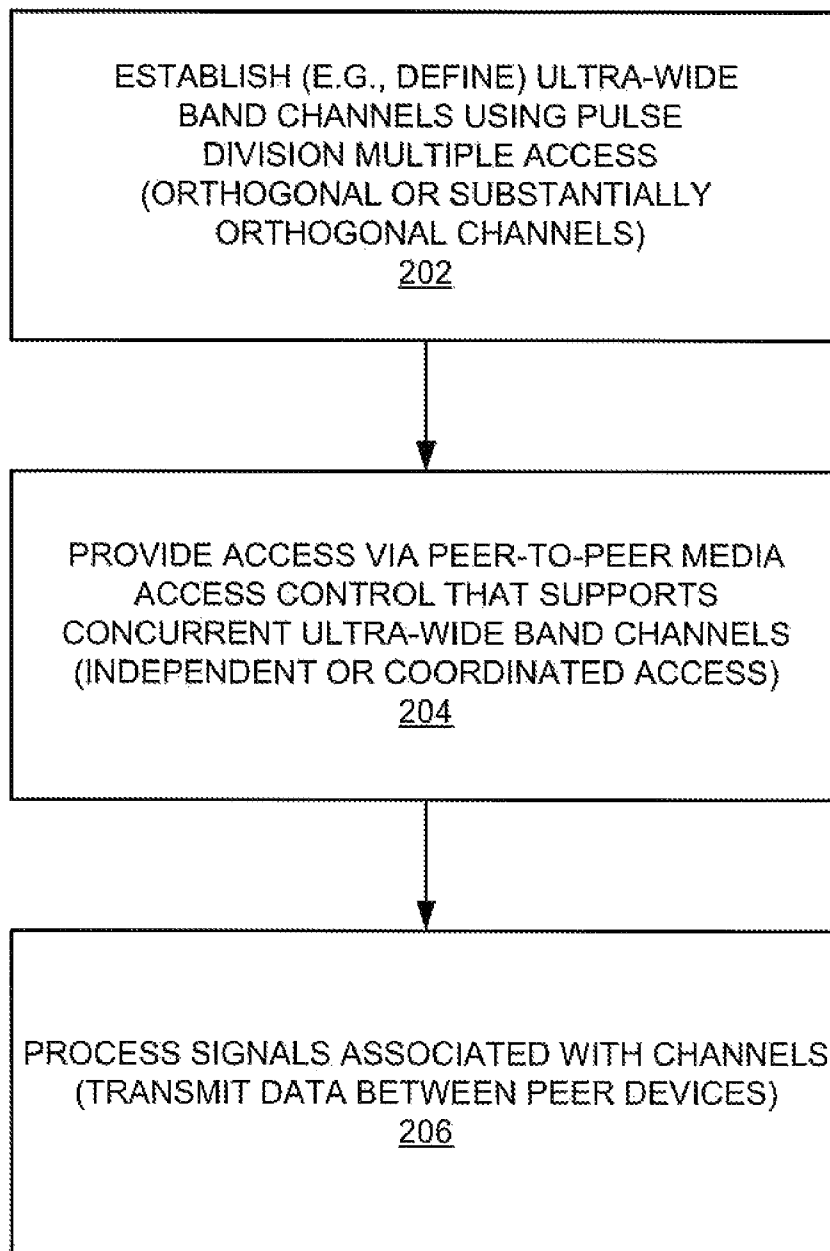 ESTABLISH (E.G., DEFINE) ULTRA-WIDE
BAND CHANNELS USING PULSE
DIVISION MULTIPLE ACCESS
(ORTHOGONAL OR SUBSTANTIALLY
ORTHOGONAL CHANNELS)
202
PROVIDE ACCESS VIA PEER-TO-PEER MEDIA
ACCESS CONTROL THAT SUPPORTS
CONCURRENT ULTRA-WIDE BAND CHANNELS
(INDEPENDENT OR COORDINATED ACCESS)
204
PROCESS SIGNALS ASSOCIATED WITH CHANNELS
(TRANSMIT DATA BETWEEN PEER DEVICES)
206